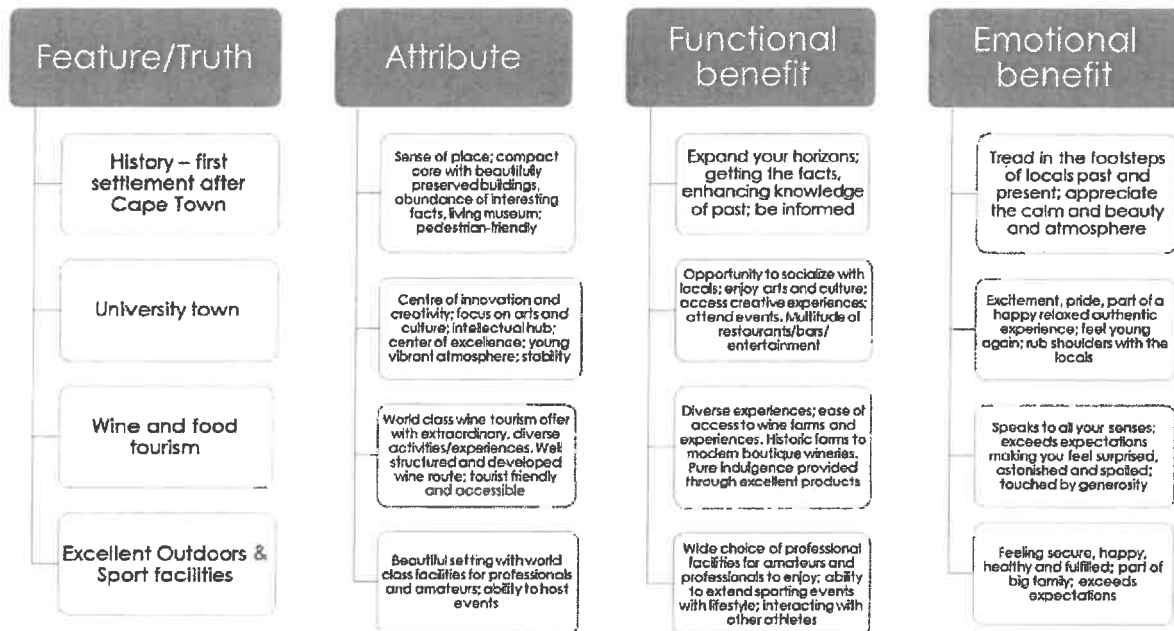 Feature/Truth
History – first
settlement after
Cape Town
University town
Wine and food
tourism
Excellent Outdoors &
Sport facilities
Attribute
Sense of place; compact
core with beautifully
preserved buildings,
abundance of interesting
facts, living museum;
pedestrian-friendly
Centre of innovation and
creativity; focus on arts and
culture; intellectual hub;
center of excellence; young
vibrant atmosphere; stability
World class wine tourism offer
with extraordinary, diverse
activities/experiences. Well
structured and developed
wine route; tourist friendly
and accessible
Beautiful setting with world
class facilities for professionals
and amateurs; ability to host
events
Functional
benefit
Expand your horizons;
getting the facts,
enhancing knowledge
of past; be informed
Opportunity to socialize with
locals; enjoy arts and culture;
access creative experiences;
attend events. Multitude of
restaurants/bars/
entertainment
Diverse experiences; ease of
access to wine farms and
experiences. Historic farms to
modern boutique wineries.
Pure indulgence provided
through excellent products
Wide choice of professional
facilities for amateurs and
professionals to enjoy; ability
to extend sporting events
with lifestyle; interacting with
other athletes
Emotional
benefit
Tread in the footsteps
of locals past and
present; appreciate
the calm and beauty
and atmosphere
Excitement, pride, part of a
happy relaxed authentic
experience; feel young
again; rub shoulders with the
locals
Speaks to all your senses;
exceeds expectations
making you feel surprised,
astonished and spoiled;
touched by generosity
Feeling secure, happy,
healthy and fulfilled; part of
big family; exceeds
expectations